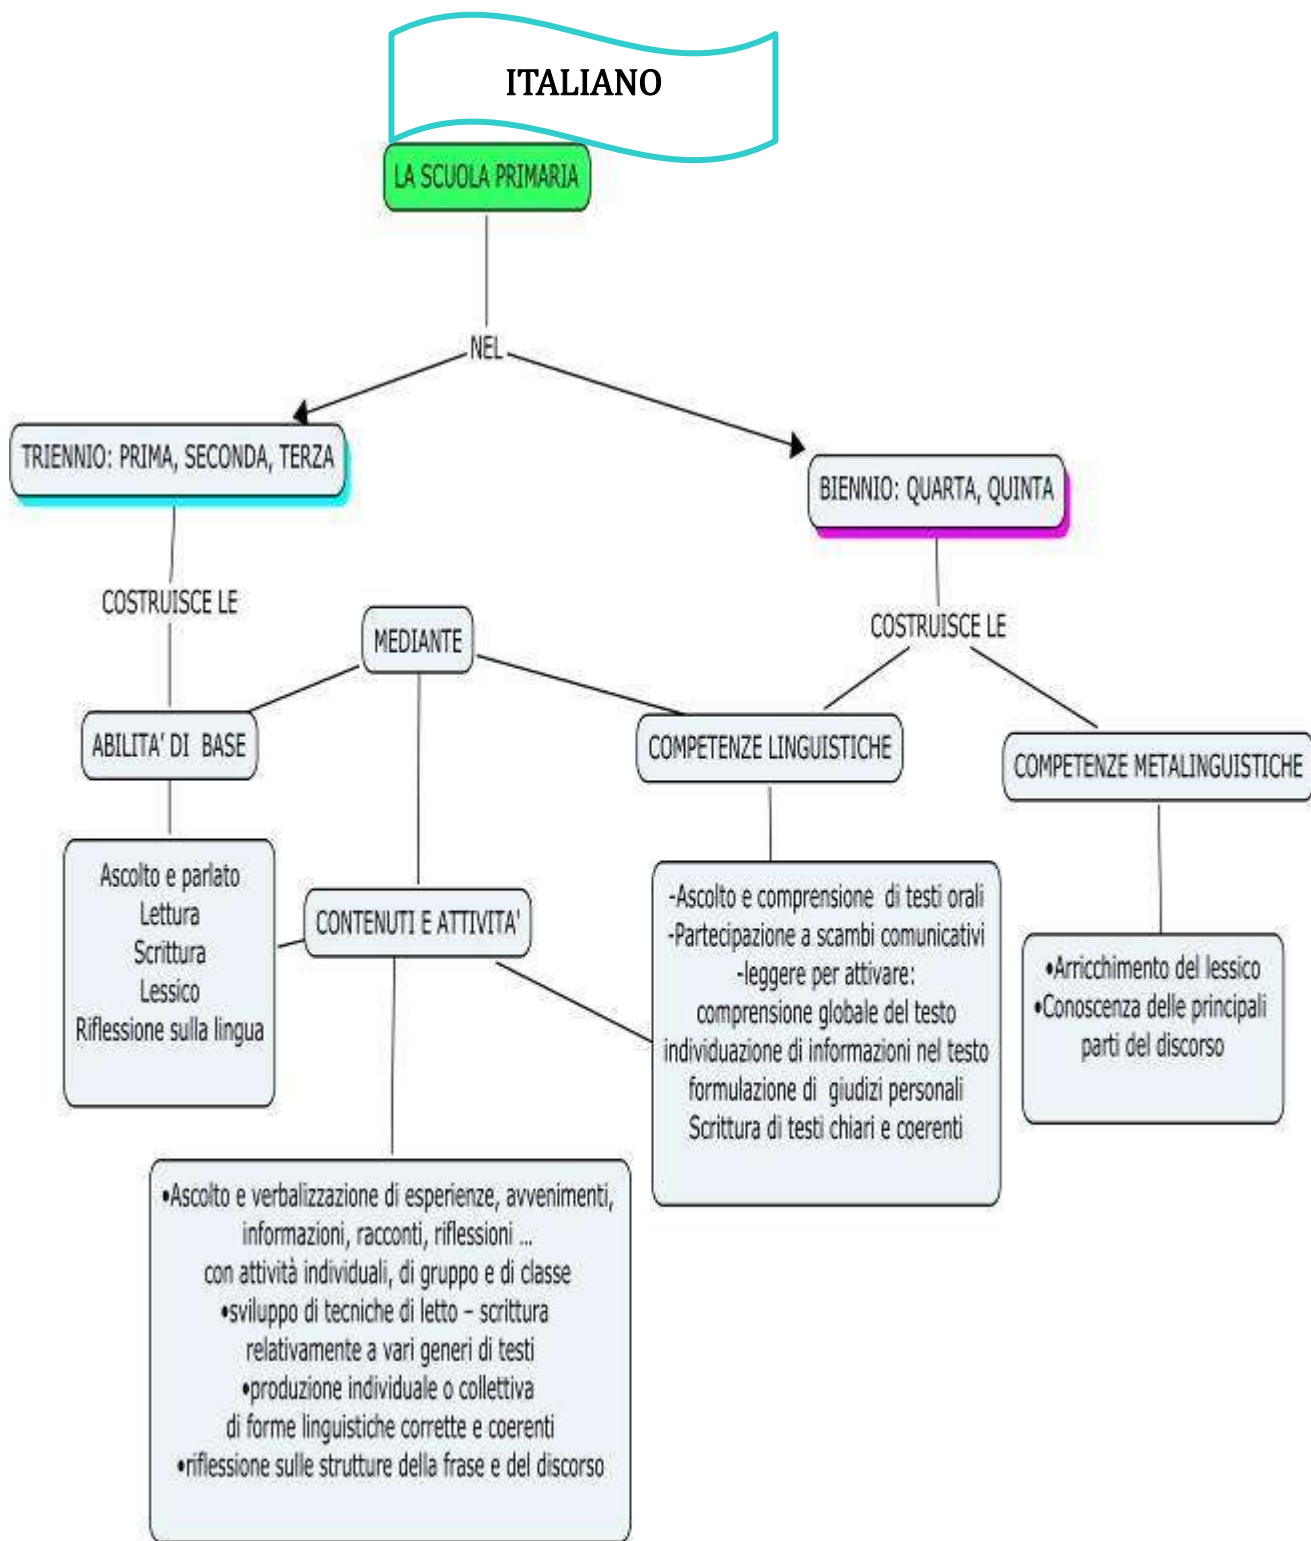 ITALIANO
LA SCUOLA PRIMARIA
NEL
TRIENNIO: PRIMA, SECONDA, TERZA
BIENNIO: QUARTA, QUINTA
COSTRUISCE LE
MEDIANTE
COSTRUISCE LE
ABILITA' DI BASE
COMPETENZE LINGUISTICHE
COMPETENZE METALINGUISTICHE
Ascolto e parlato
Lettura
Scrittura
Lessico
Riflessione sulla lingua
CONTENUTI E ATTIVITA'
-Ascolto e comprensione di testi orali
-Partecipazione a scambi comunicativi
-leggere per attivare:
comprensione globale del testo
individuazione di informazioni nel testo
formulazione di giudizi personali
Scrittura di testi chiari e coerenti
•Arricchimento del lessico
•Conoscenza delle principali
parti del discorso
•Ascolto e verbalizzazione di esperienze, avvenimenti,
informazioni, racconti, riflessioni ...
con attività individuali, di gruppo e di classe
•sviluppo di tecniche di letto – scrittura
relativamente a vari generi di testi
•produzione individuale o collettiva
di forme linguistiche corrette e coerenti
•riflessione sulle strutture della frase e del discorso